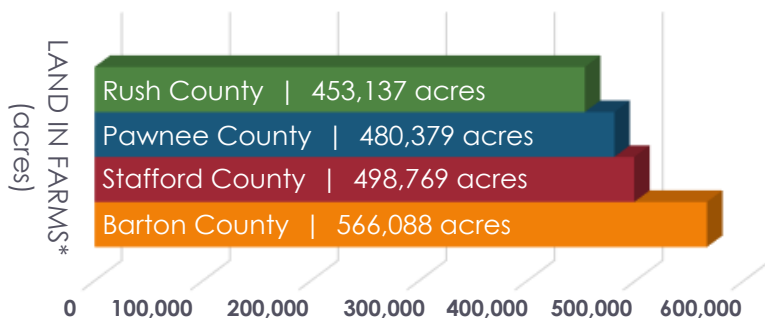 LAND IN FARMS*
(acres)
Rush County | 453,137 acres
Pawnee County | 480,379 acres
Stafford County | 498,769 acres
Barton County | 566,088 acres
0 100,000 200,000 300,000 400,000 500,000 600,000